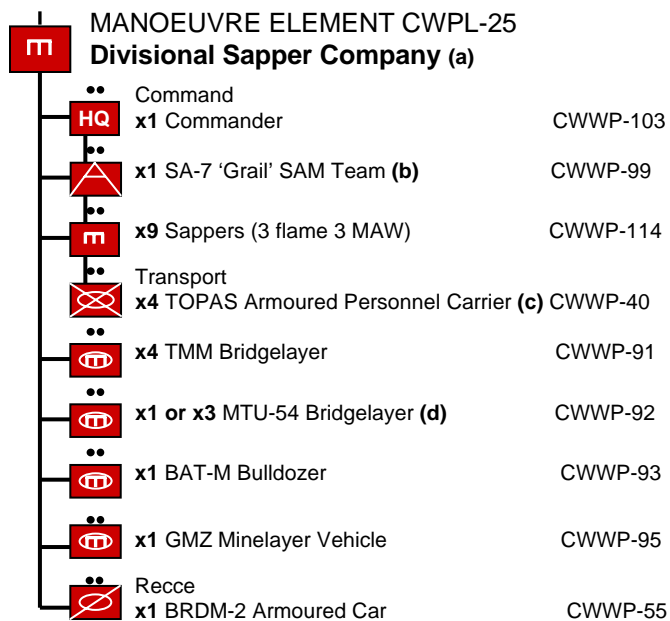 MANOEUVRE ELEMENT CWPL-25
Divisional Sapper Company (a)
Command
HQ x1 Commander CWWP-103
x1 SA-7 ‘Grail’ SAM Team (b) CWWP-99
x9 Sappers (3 flame 3 MAW) CWWP-114
Transport
x4 TOPAS Armoured Personnel Carrier (c) CWWP-40
x4 TMM Bridgelayer CWWP-91
x1 or x3 MTU-54 Bridgelayer (d) CWWP-92
x1 BAT-M Bulldozer CWWP-93
x1 GMZ Minelayer Vehicle CWWP-95
Recce
x1 BRDM-2 Armoured Car CWWP-55